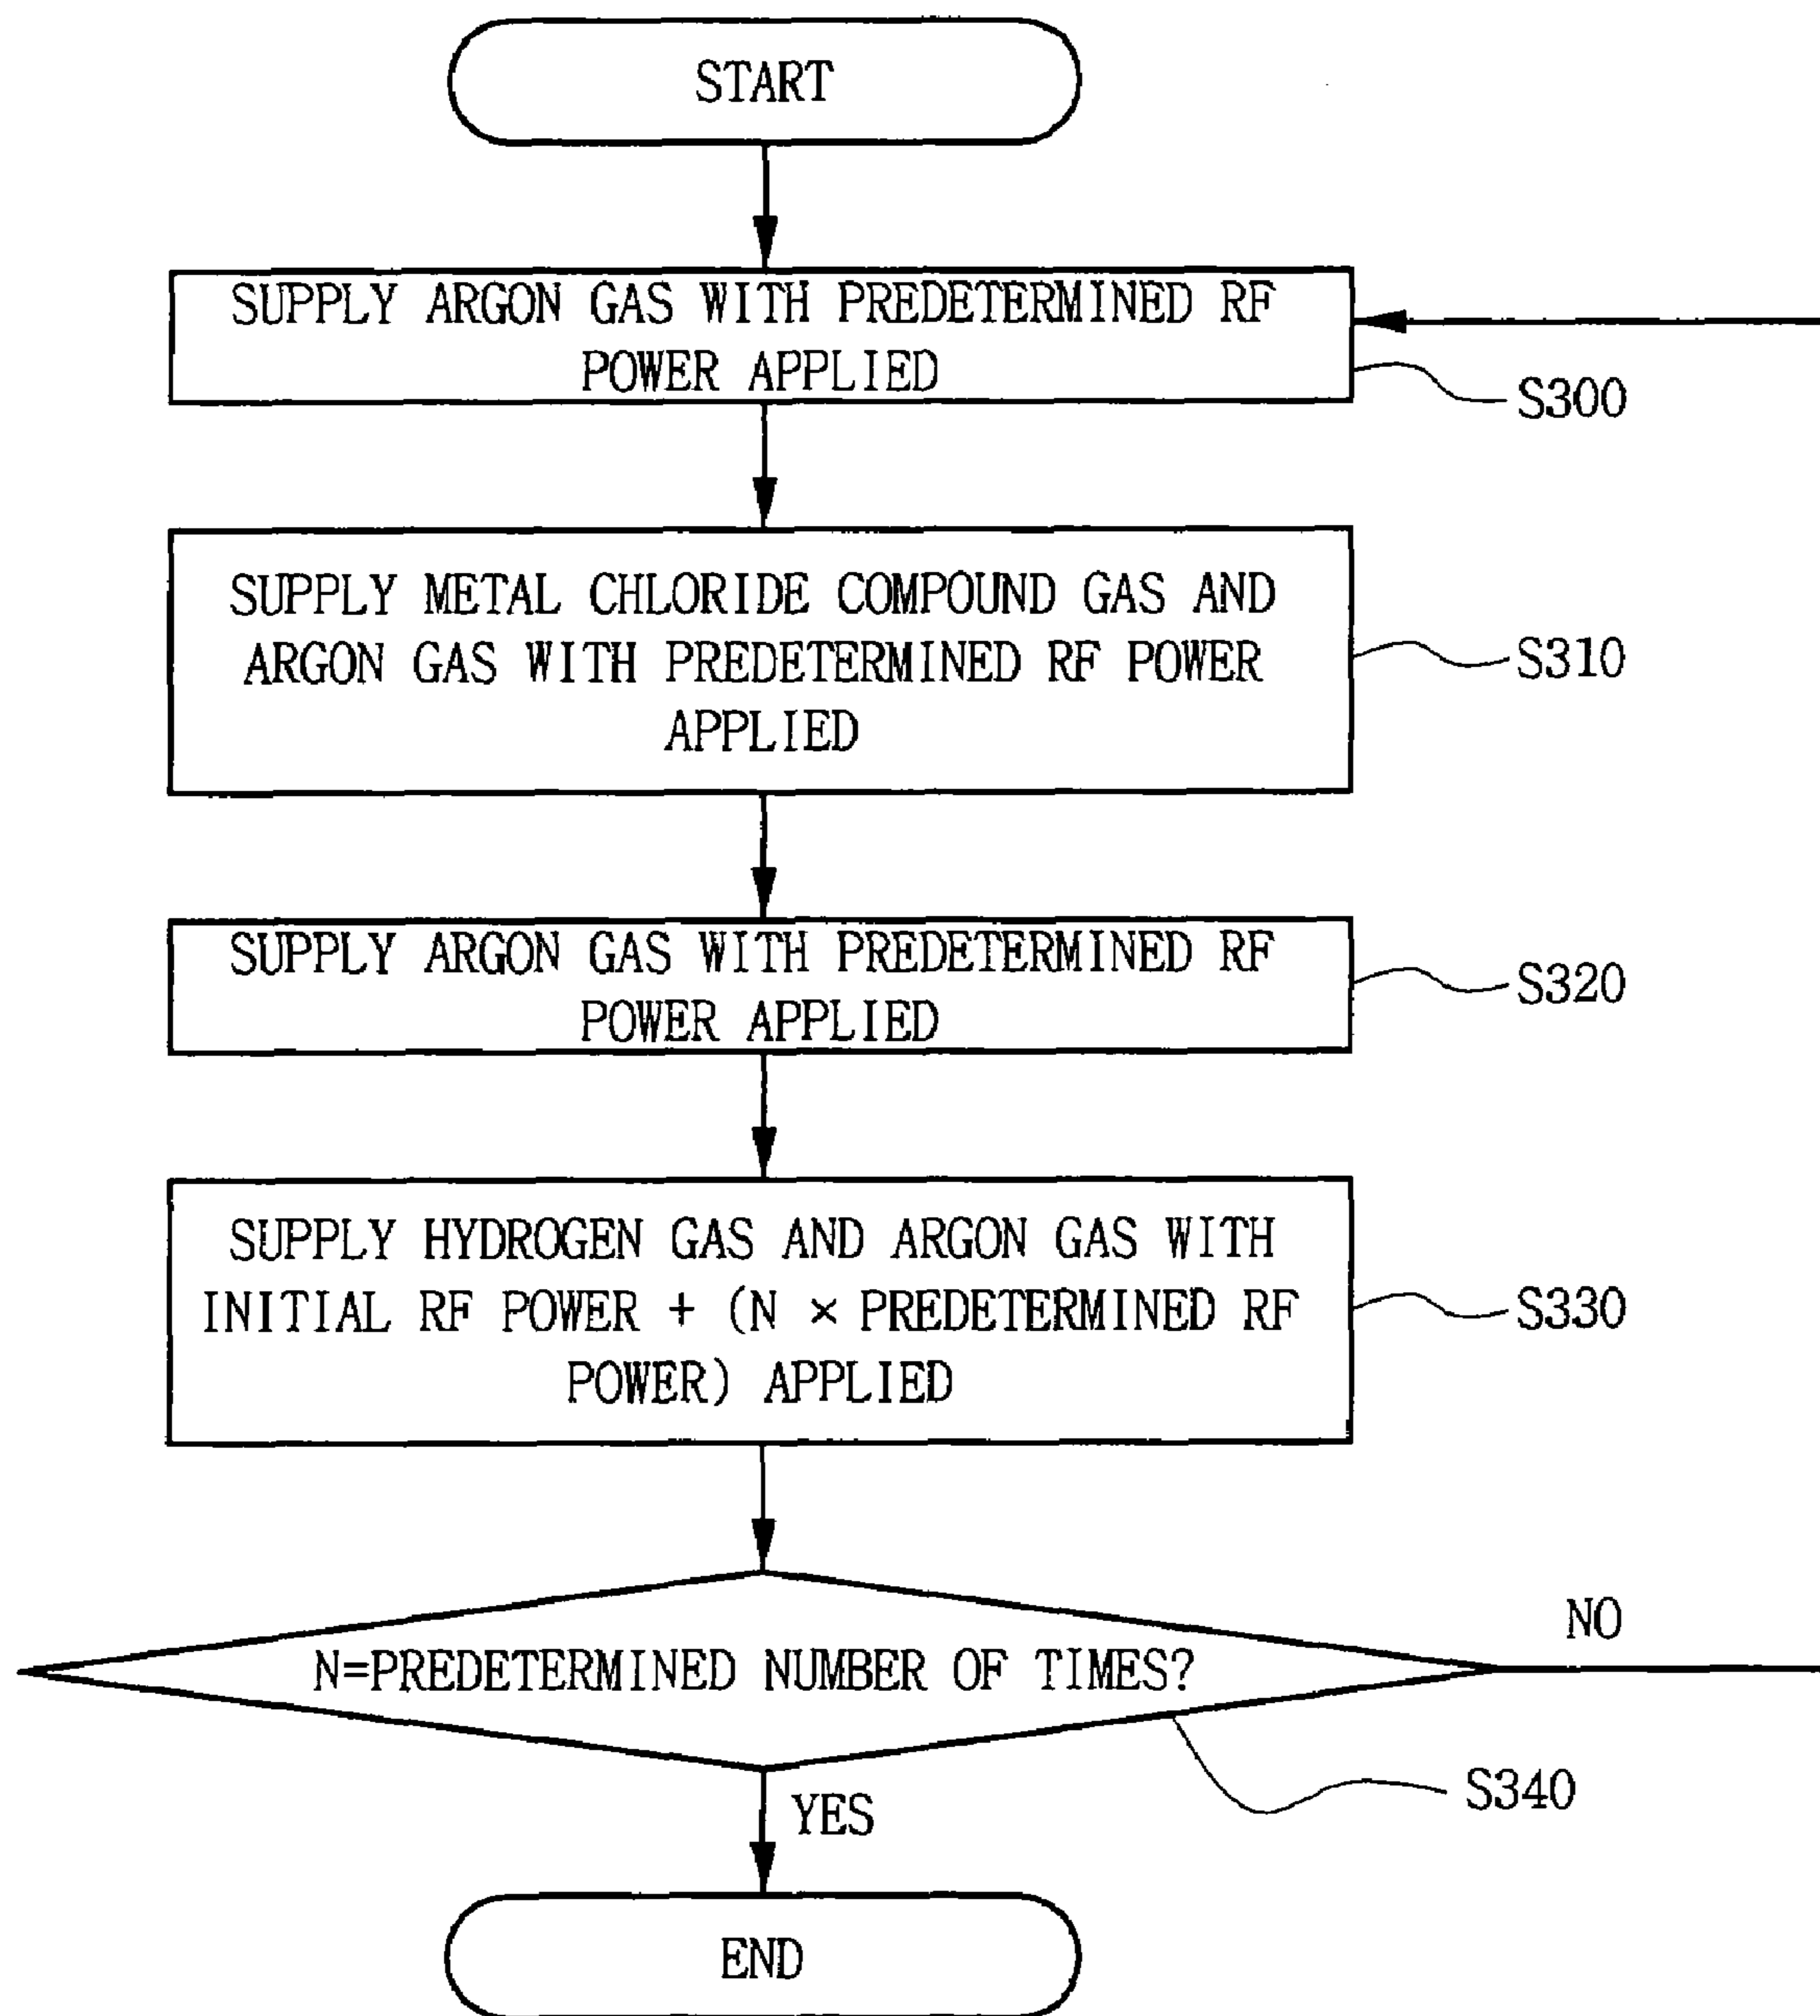 START
SUPPLY ARGON GAS WITH PREDETERMINED RF
POWER APPLIED
S300
SUPPLY METAL CHLORIDE COMPOUND GAS AND
ARGON GAS WITH PREDETERMINED RF POWER
APPLIED
S310
SUPPLY ARGON GAS WITH PREDETERMINED RF
POWER APPLIED
S320
SUPPLY HYDROGEN GAS AND ARGON GAS WITH
INITIAL RF POWER + (N × PREDETERMINED RF
POWER) APPLIED
S330
NO
N=PREDETERMINED NUMBER OF TIMES?
S340
YES
END